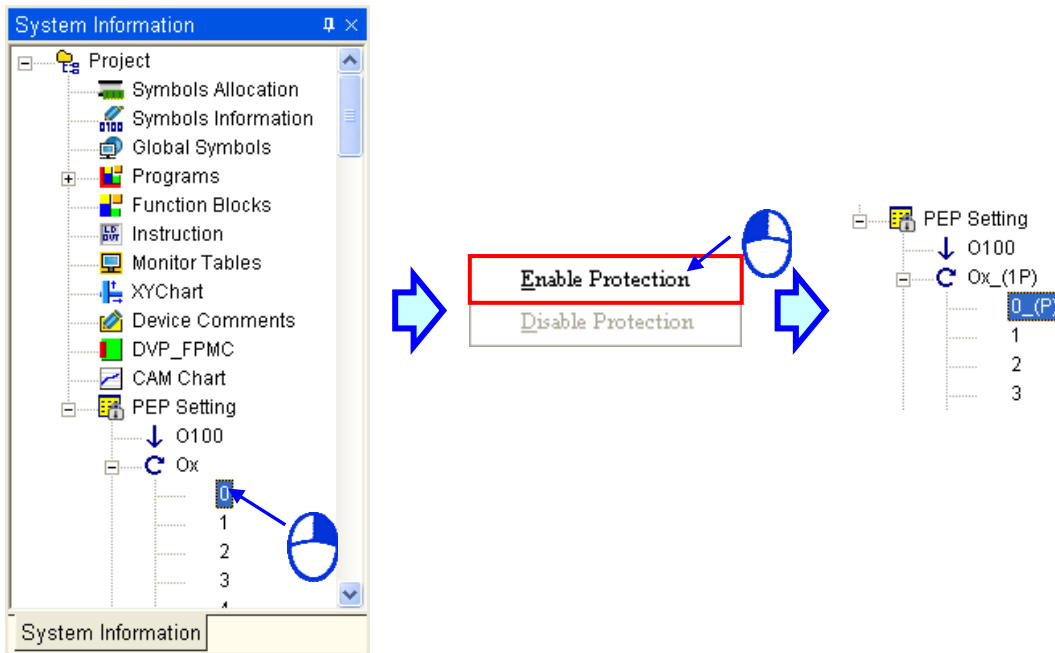 System Information
Project
Symbols Allocation
Symbols Information
Global Symbols
Programs
Function Blocks
Instruction
Monitor Tables
XYChart
Device Comments
DVP_FPMC
CAM Chart
PEP Setting
O100
Ox
0
1
2
3
System Information
Enable Protection
Disable Protection
PEP Setting
O100
Ox_(1P)
0_(P)
1
2
3